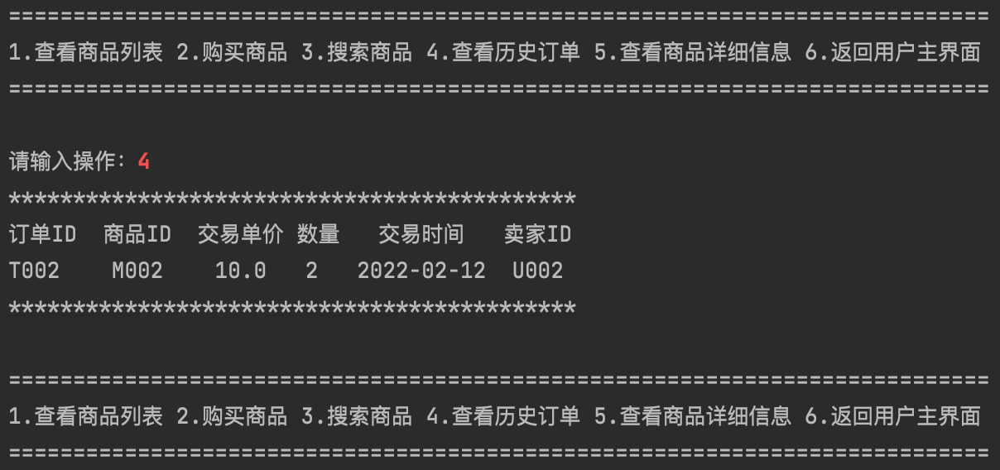 ============================================================================
1.查看商品列表 2.购买商品 3.搜索商品 4.查看历史订单 5.查看商品详细信息 6.返回用户主界面
============================================================================
请输入操作：4
********************************************
订单ID  商品ID  交易单价 数量   交易时间   卖家ID
T002    M002    10.0   2   2022-02-12  U002
********************************************
============================================================================
1.查看商品列表 2.购买商品 3.搜索商品 4.查看历史订单 5.查看商品详细信息 6.返回用户主界面
============================================================================